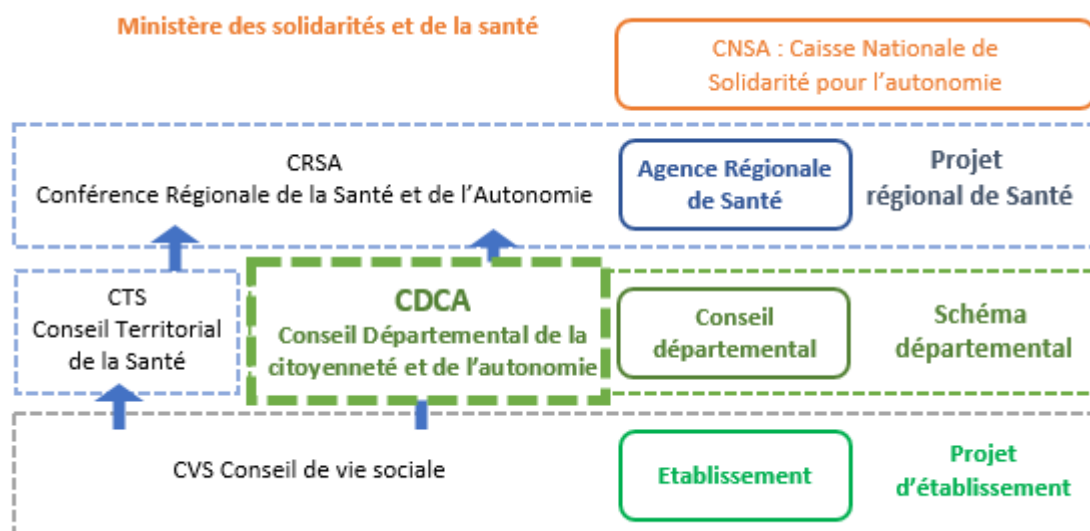 Ministère des solidarités et de la santé
CNSA : Caisse Nationale de
Solidarité pour l’autonomie
CRSA
Conférence Régionale de la Santé et de l’Autonomie
Agence Régionale
de Santé
Projet
régional de Santé
CTS
Conseil Territorial
de la Santé
CDCA
Conseil Départemental de la
citoyenneté et de l’autonomie
Conseil
départemental
Schéma
départemental
CVS Conseil de vie sociale
Etablissement
Projet
d’établissement